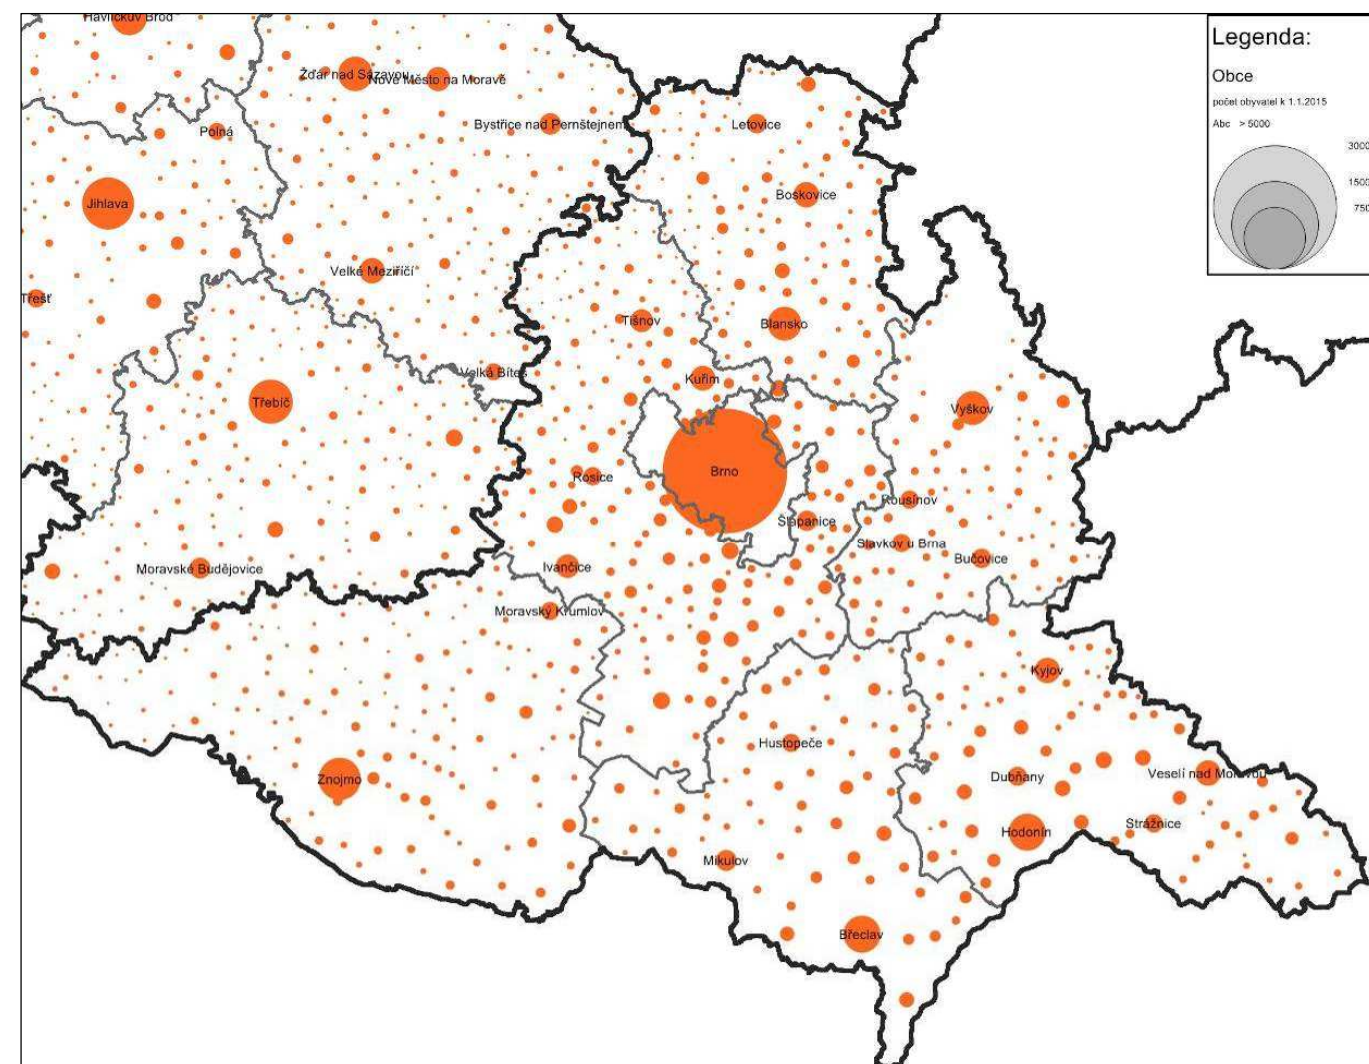 Havlíčkův Brod
Legenda:
Obce
počet obyvatel k 1.1.2015
Abc > 5000
3000
1500
750
Žďár nad Sázavou
Nové Město na Moravě
Polná
Bystřice nad Pernštejnem
Letovice
Boskovice
Jihlava
Velké Meziříčí
Třešť
Tišnov
Blansko
Velká Bíteš
Kuřim
Třebíč
Vyškov
Brno
Rosice
Rousínov
Šlapanice
Slavkov u Brna
Bučovice
Moravské Budějovice
Ivančice
Moravský Krumlov
Kyjov
Hustopeče
Znojmo
Dubňany
Veselí nad Moravou
Hodonín
Strážnice
Mikulov
Břeclav